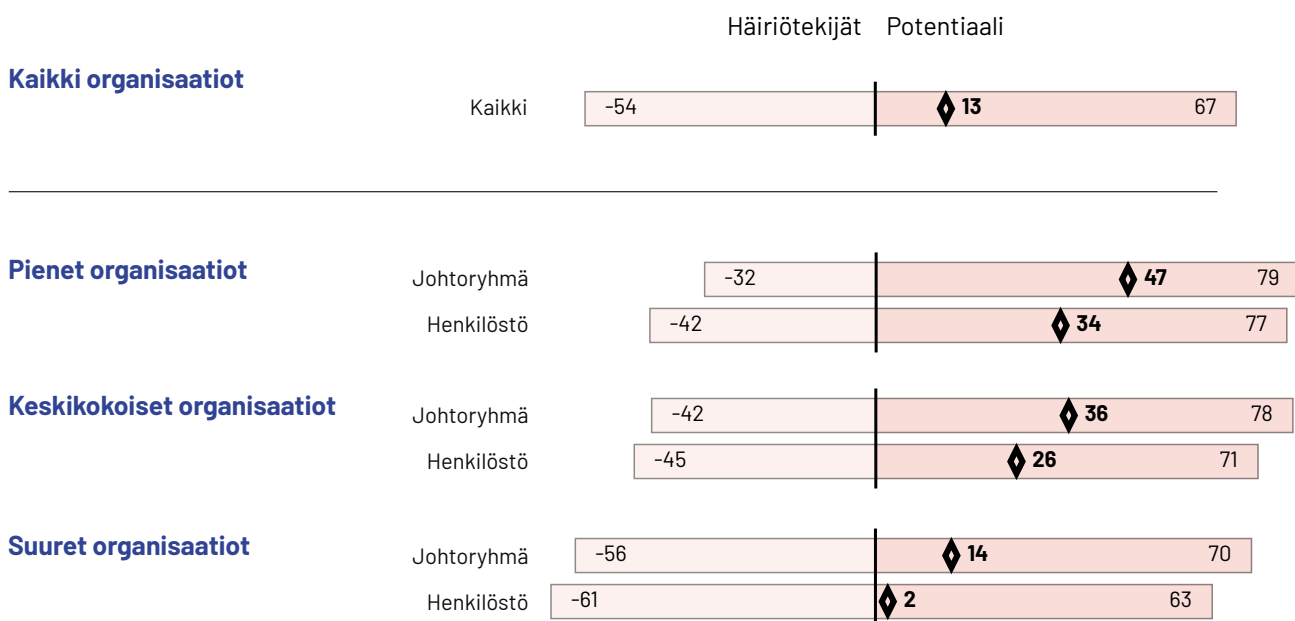 Häiriötekijät Potentiaali
Kaikki organisaatiot
Kaikki -54 13 67
Pienet organisaatiot
Johtoryhmä -32 47 79
Henkilöstö -42 34 77
Keskikokoiset organisaatiot
Johtoryhmä -42 36 78
Henkilöstö -45 26 71
Suuret organisaatiot
Johtoryhmä -56 14 70
Henkilöstö -61 2 63